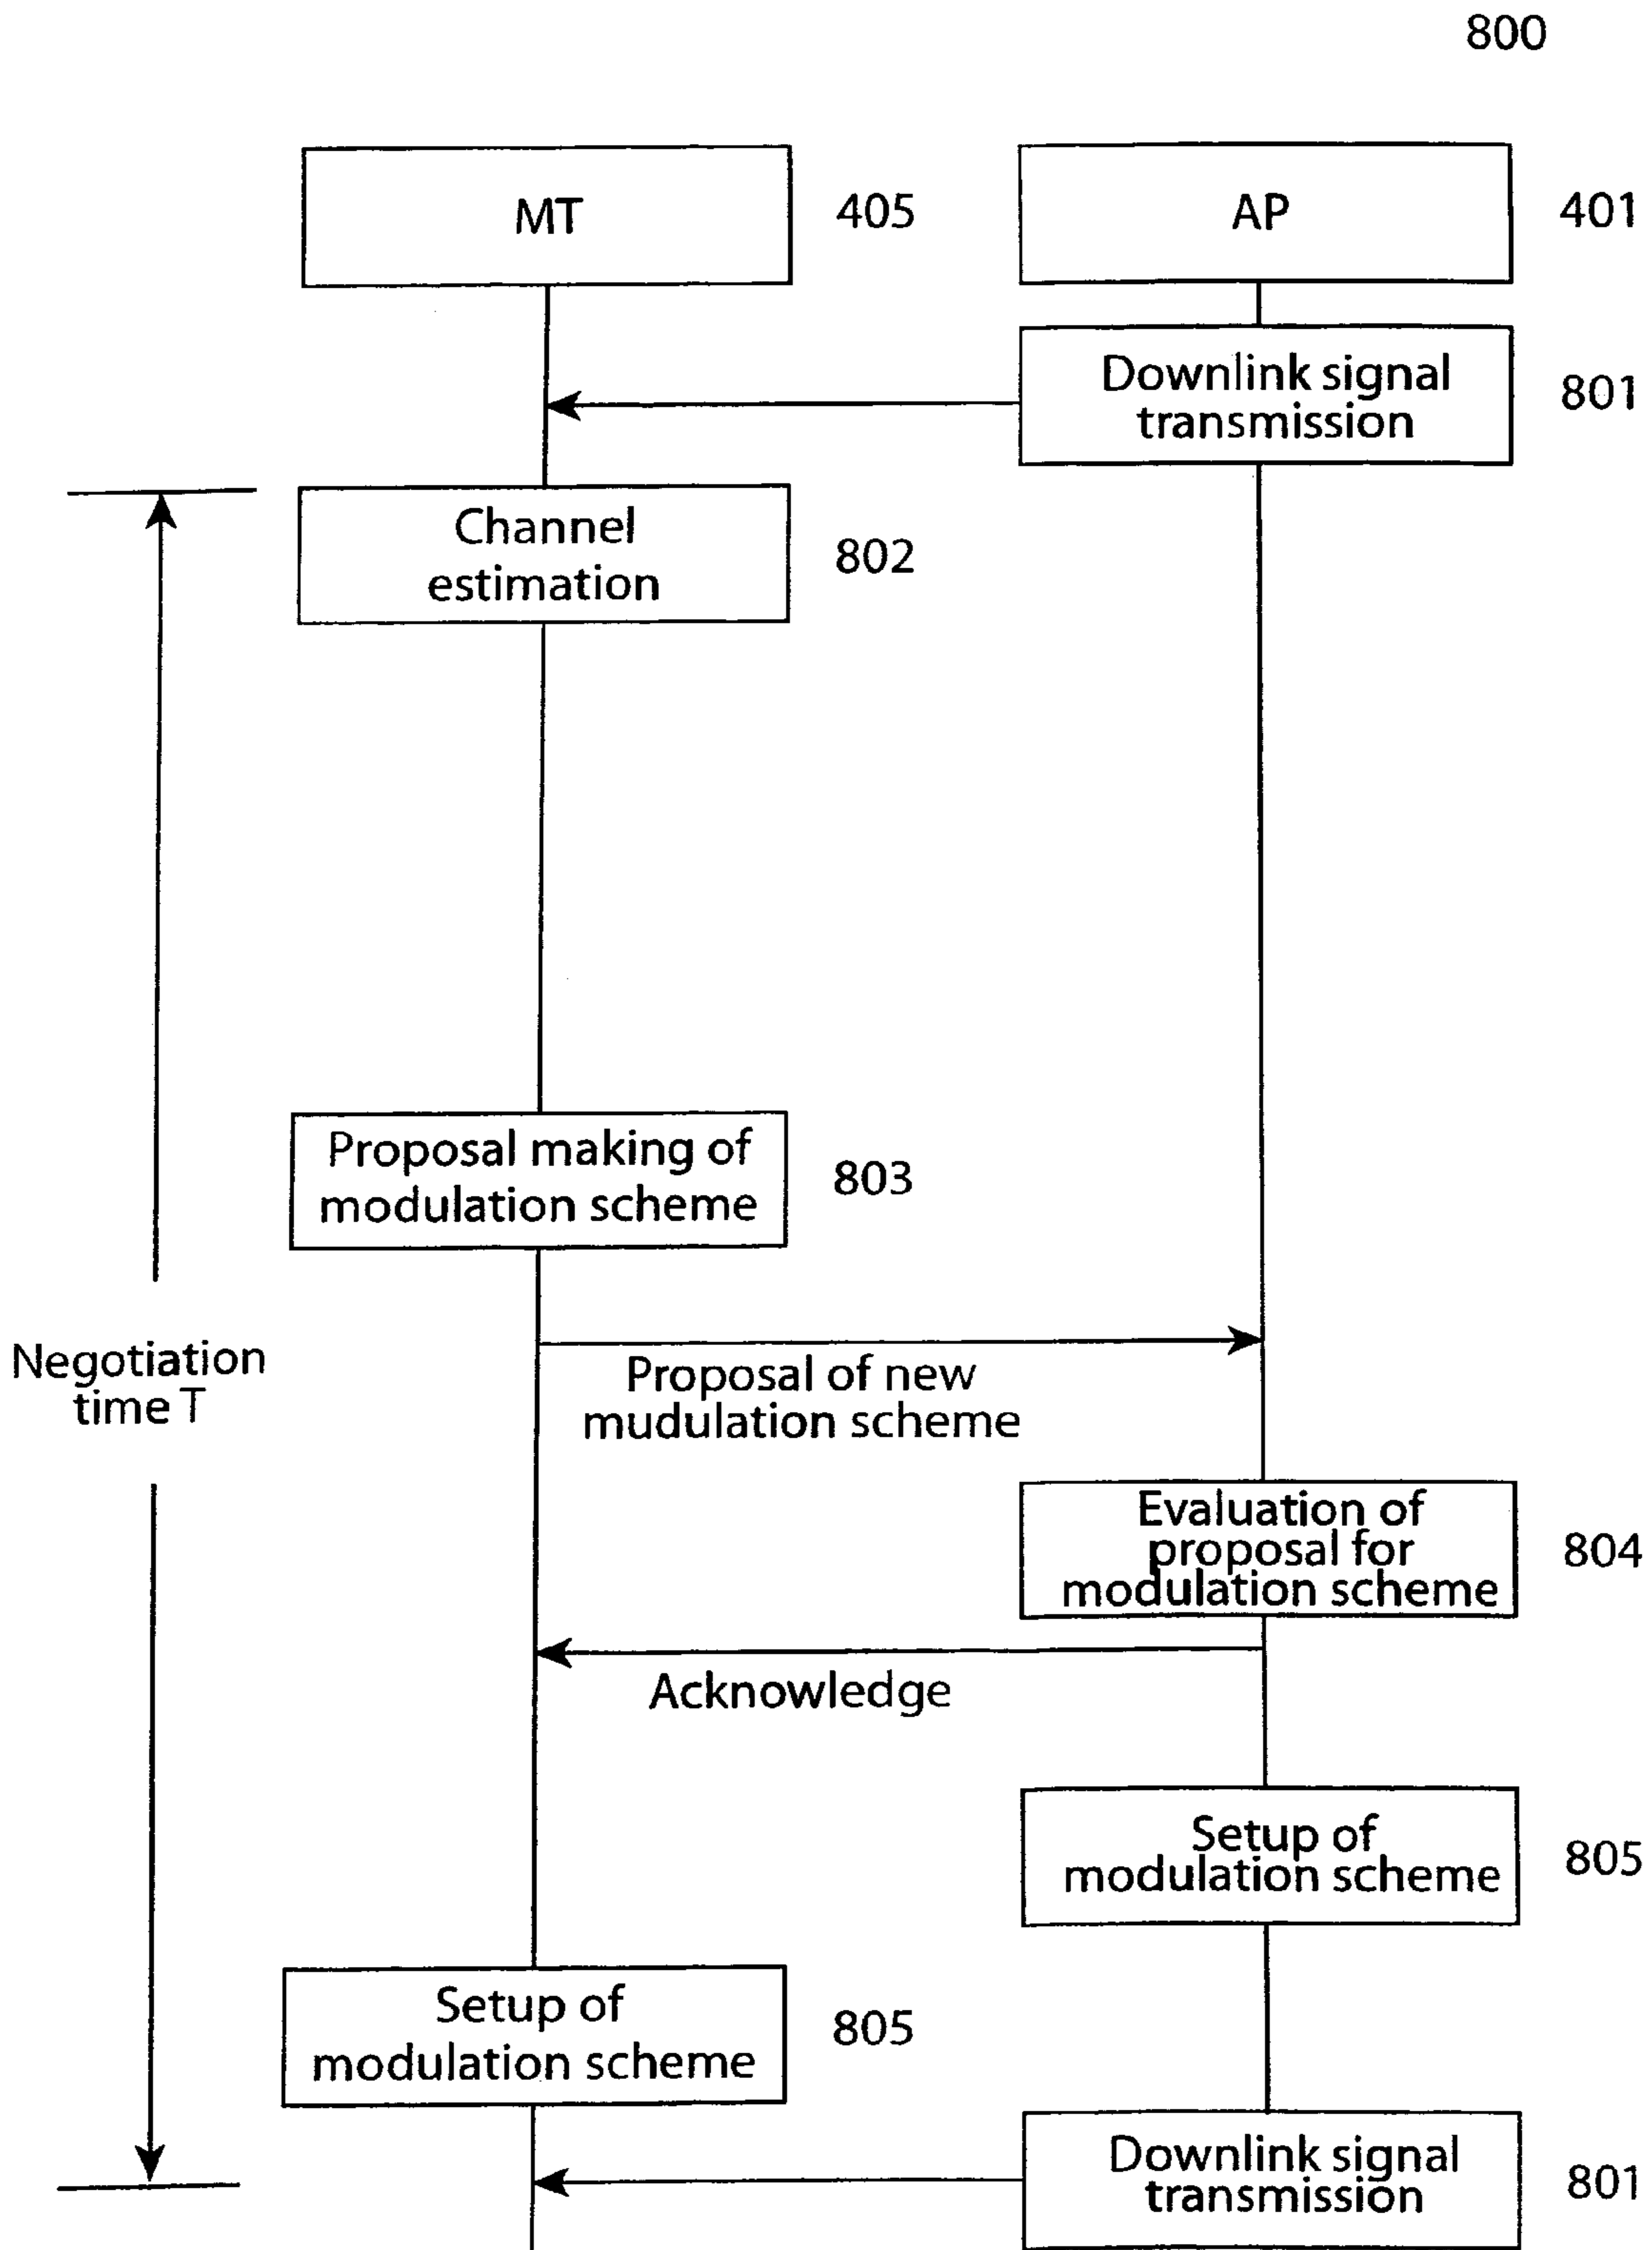 800
MT
405
AP
401
Downlink signal
transmission
801
Channel
estimation
802
Proposal making of
modulation scheme
803
Negotiation
time T
Proposal of new
mudulation scheme
Evaluation of
proposal for
modulation scheme
804
Acknowledge
Setup of
modulation scheme
805
Setup of
modulation scheme
805
Downlink signal
transmission
801